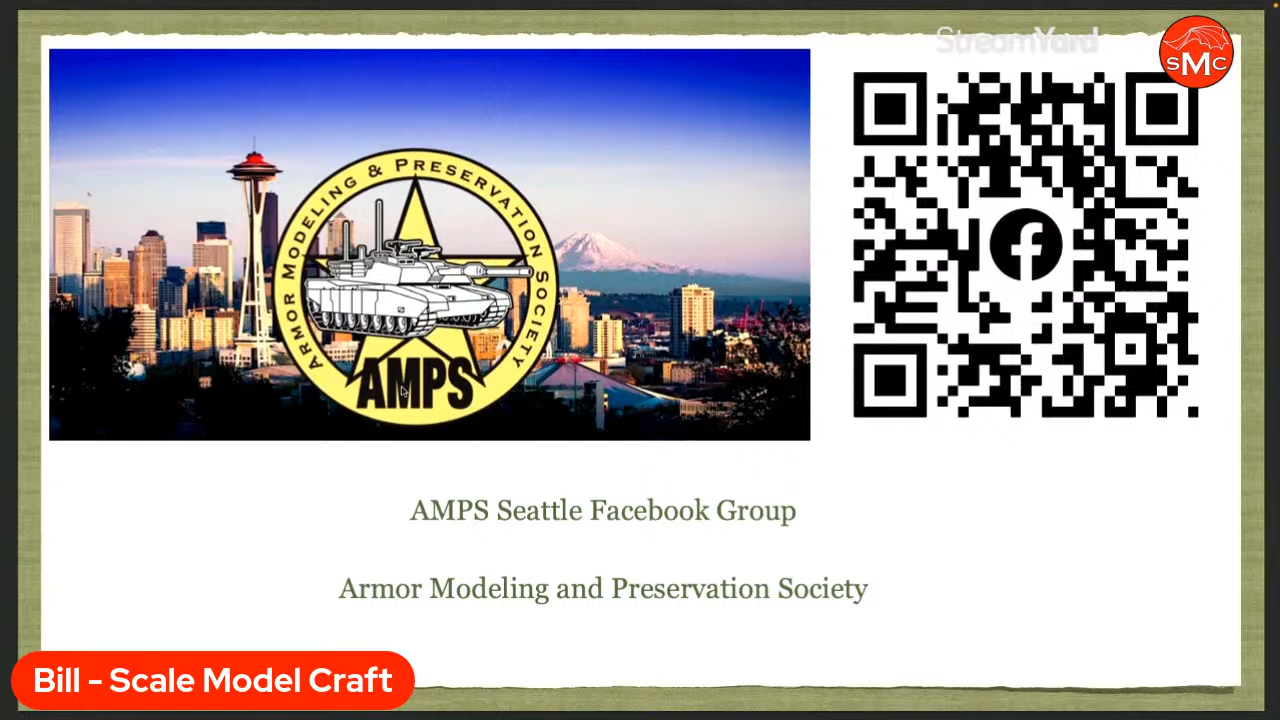 StreamYard
SMC
ARMOR MODELING & PRESERVATION SOCIETY
AMPS
AMPS Seattle Facebook Group
Armor Modeling and Preservation Society
Bill - Scale Model Craft